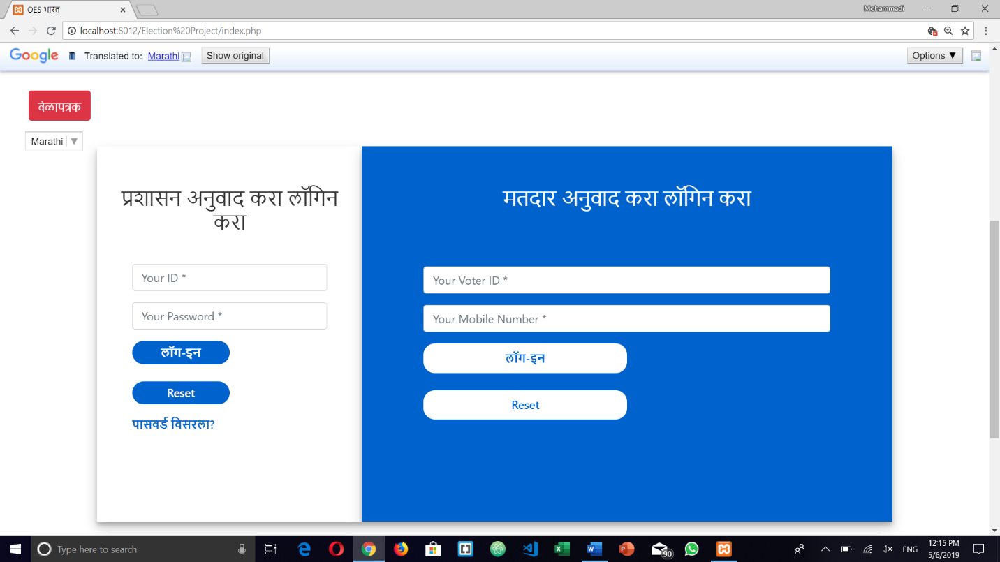 OES भारत
Mohammadi
localhost:8012/Election%20Project/index.php
Google Translated to: Marathi Show original Options ▼
वेळापत्रक
Marathi ▼
प्रशासन अनुवाद करा लॉगिन
करा
Your ID *
Your Password *
लॉग-इन
Reset
पासवर्ड विसरला?
मतदार अनुवाद करा लॉगिन करा
Your Voter ID *
Your Mobile Number *
लॉग-इन
Reset
Type here to search
90
ENG
12:15 PM
5/6/2019